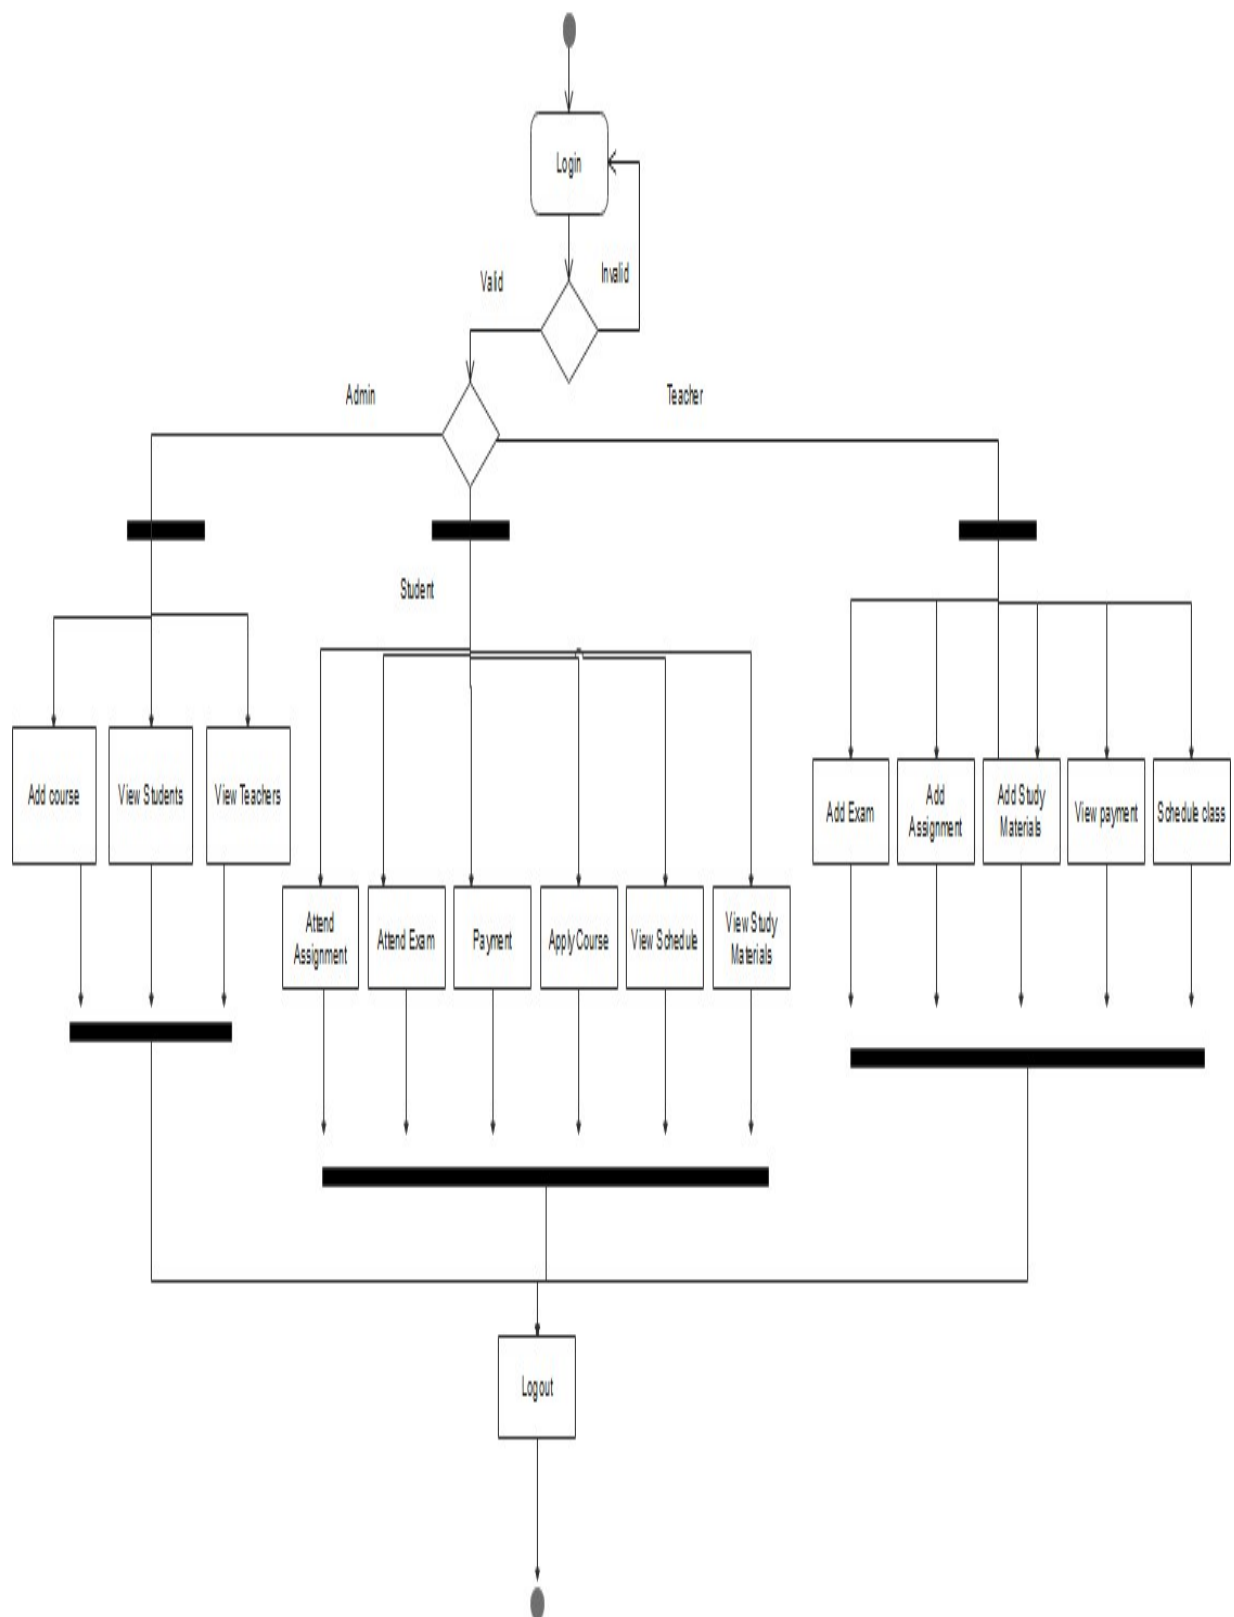 Login
Valid
Invalid
Admin
Teacher
Student
Add course
View Students
View Teachers
Add Exam
Add
Assignment
Add Study
Materials
View payment
Schedule class
Attend
Assignment
Attend Exam
Payment
Apply Course
View Schedule
View Study
Materials
Logout